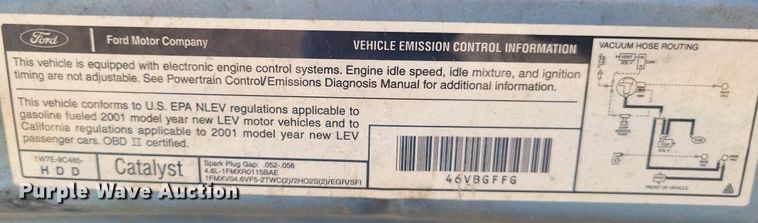 Ford
Ford Motor Company
VEHICLE EMISSION CONTROL INFORMATION
This vehicle is equipped with electronic engine control systems. Engine idle speed, idle mixture, and ignition
timing are not adjustable. See Powertrain Control/Emissions Diagnosis Manual for additional information.
This vehicle conforms to U.S. EPA NLEV regulations applicable to
gasoline fueled 2001 model year new LEV motor vehicles and to
California regulations applicable to 2001 model year new LEV
passenger cars. OBD II certified.
1W7E-9C485-
HDD
Catalyst
Spark Plug Gap: .052-.056
4.6L-1FMXR0115BAE
1FMXV04.6VF5-2TWC(2)/2HO2S(2)/EGR/SFI
46VBGFFG
VACUUM HOSE ROUTING
VENT
CAN
FRONT OF VEHICLE
Purple Wave Auction